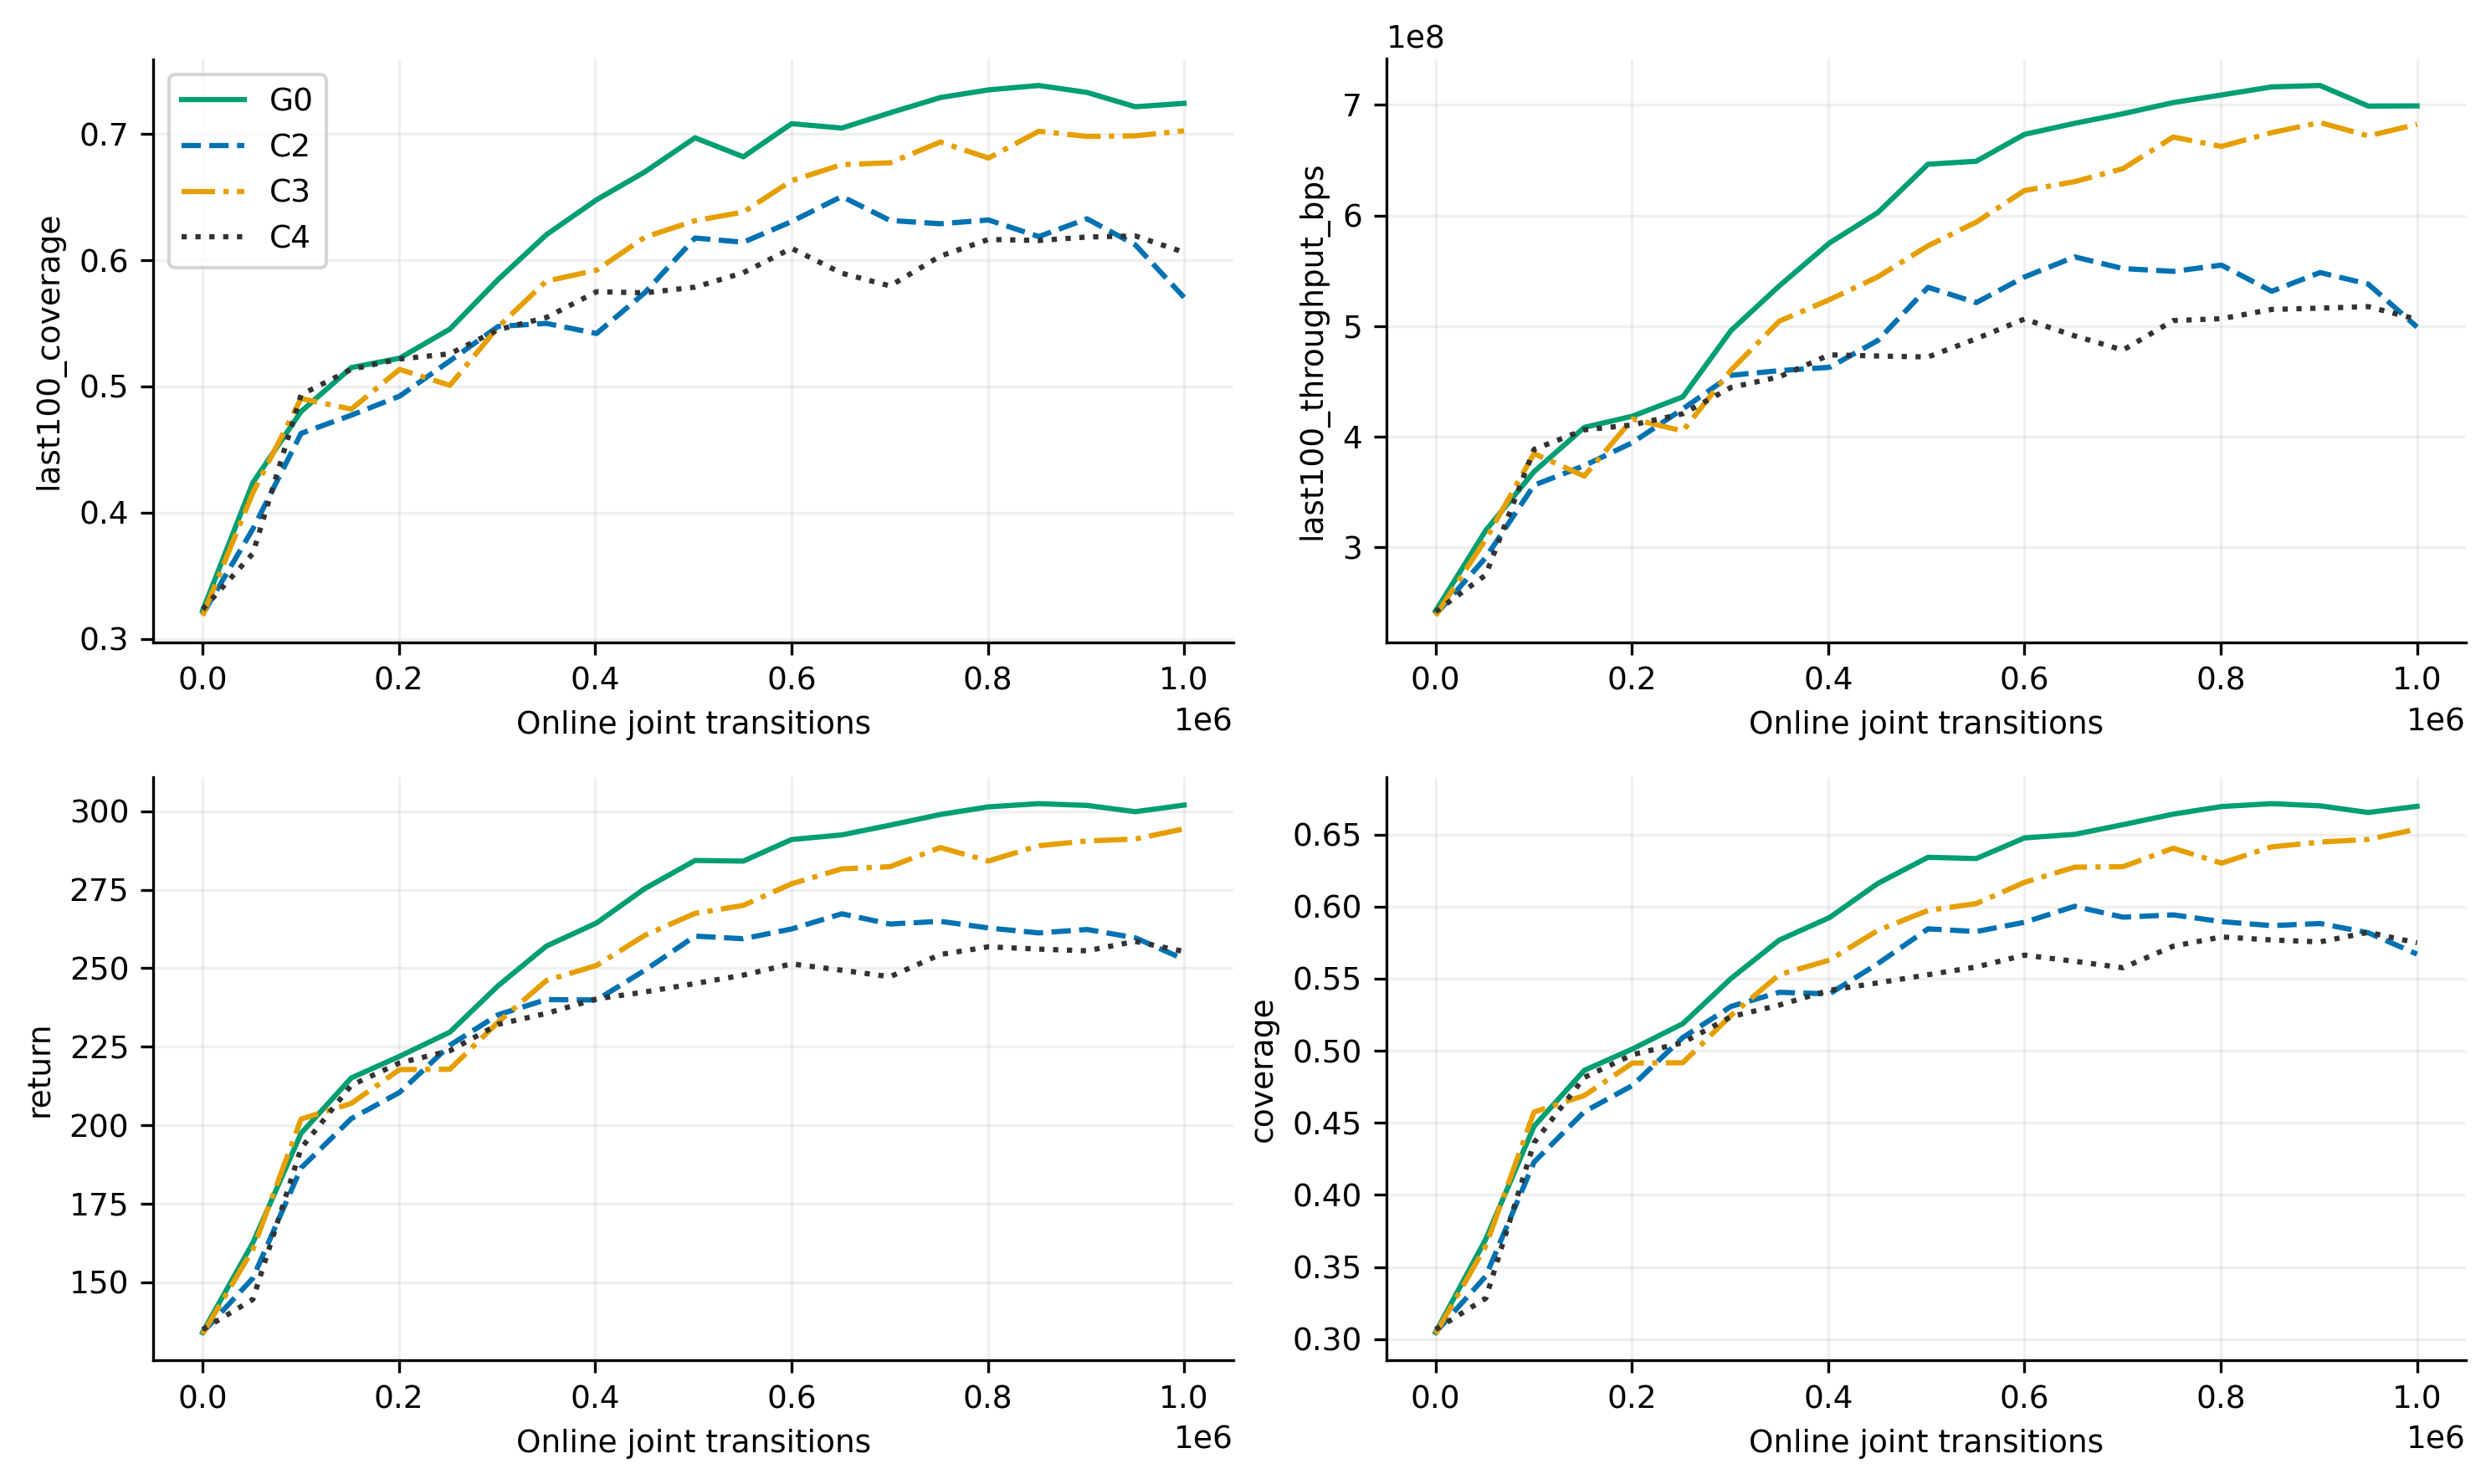 G0
C2
C3
C4
last100_coverage
0.7
0.6
0.5
0.4
0.3
0.0 0.2 0.4 0.6 0.8 1.0
Online joint transitions
1e6
1e8
last100_throughput_bps
7
6
5
4
3
0.0 0.2 0.4 0.6 0.8 1.0
Online joint transitions
1e6
return
300
275
250
225
200
175
150
0.0 0.2 0.4 0.6 0.8 1.0
Online joint transitions
1e6
coverage
0.65
0.60
0.55
0.50
0.45
0.40
0.35
0.30
0.0 0.2 0.4 0.6 0.8 1.0
Online joint transitions
1e6